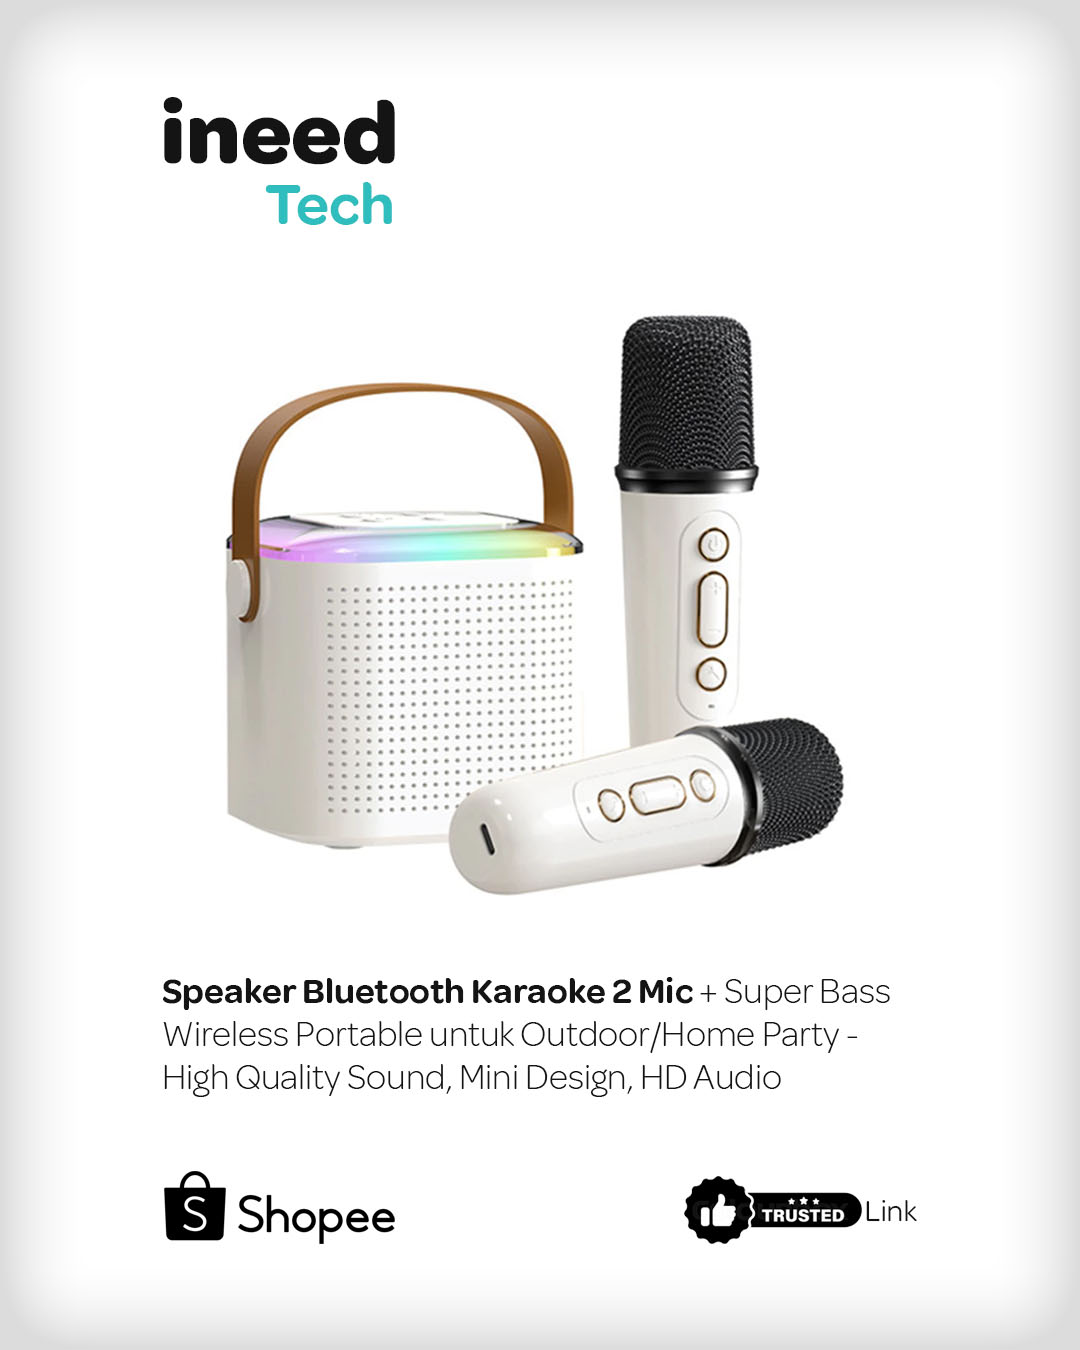 ineed
Tech
Speaker Bluetooth Karaoke 2 Mic + Super Bass
Wireless Portable untuk Outdoor/Home Party -
High Quality Sound, Mini Design, HD Audio
S
Shopee
TRUSTED
Link